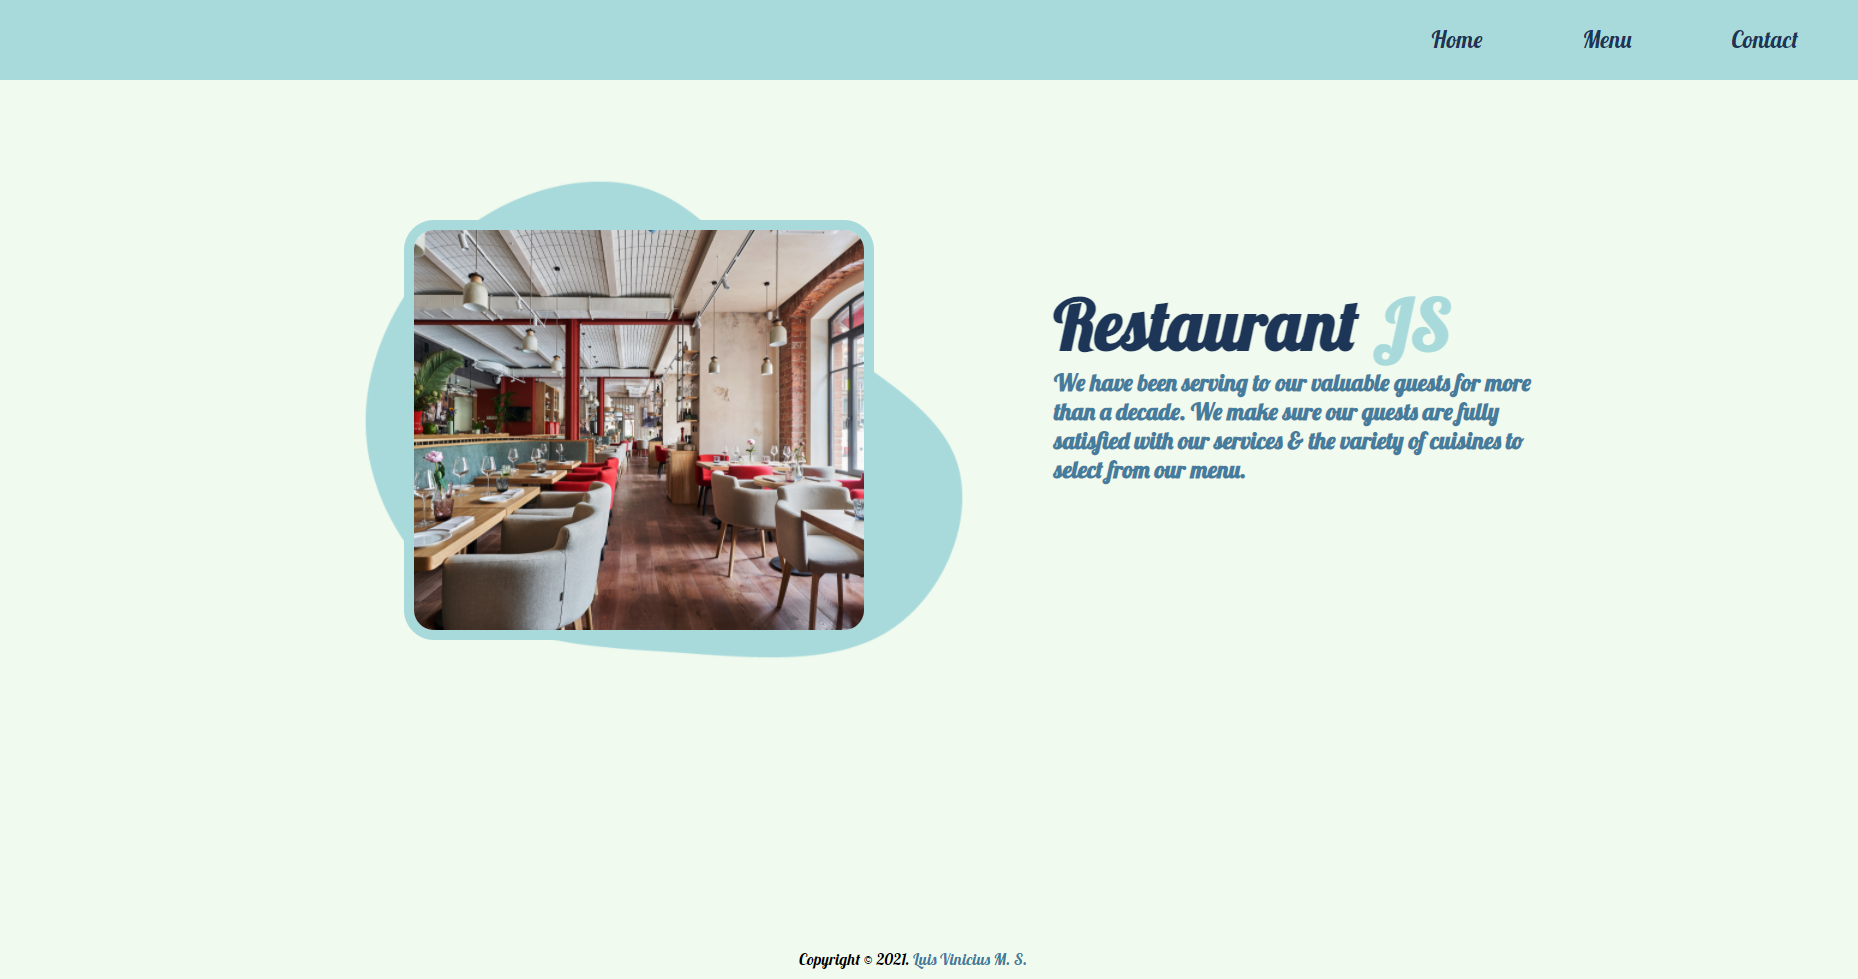 Home Menu Contact
Restaurant JS
We have been serving to our valuable guests for more
than a decade. We make sure our guests are fully
satisfied with our services & the variety of cuisines to
select from our menu.
Copyright © 2021. Luis Vinicius M. S.